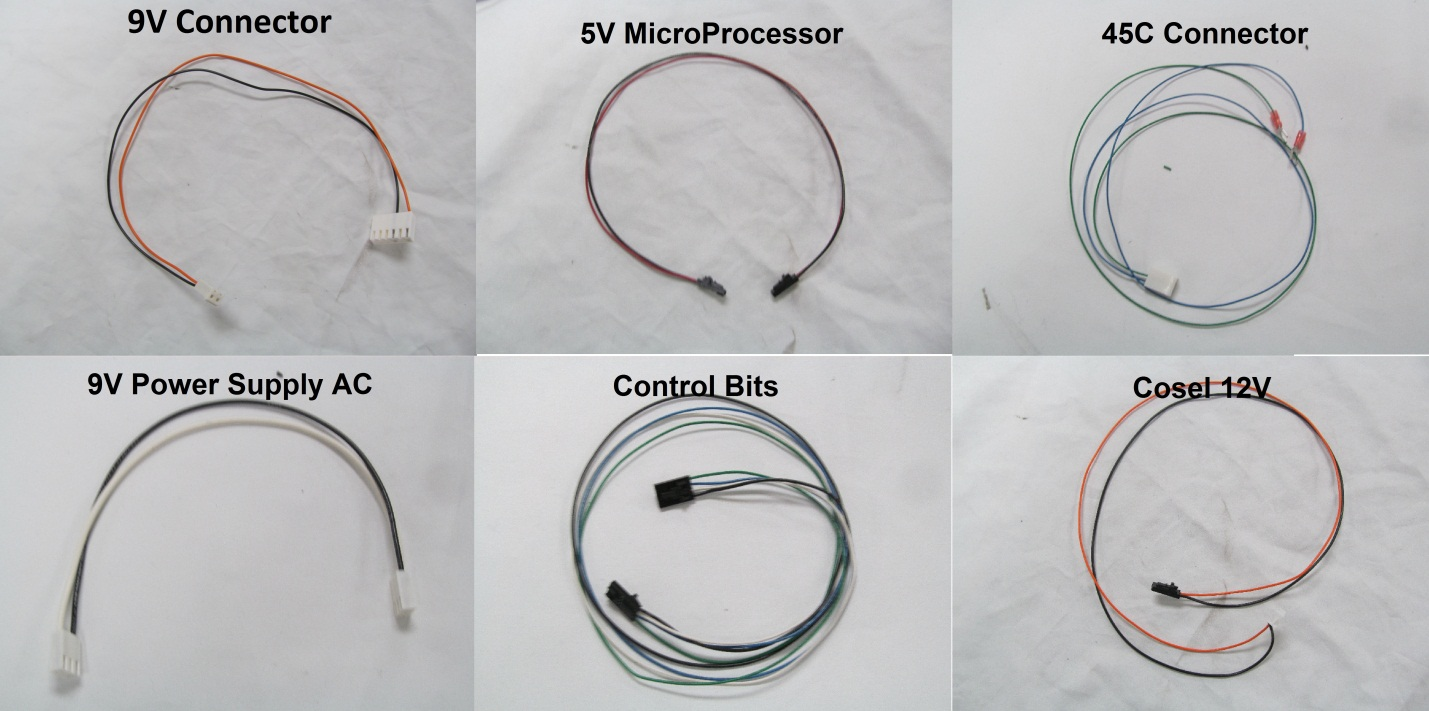 9V Connector
5V MicroProcessor
45C Connector
9V Power Supply AC
Control Bits
Cosel 12V